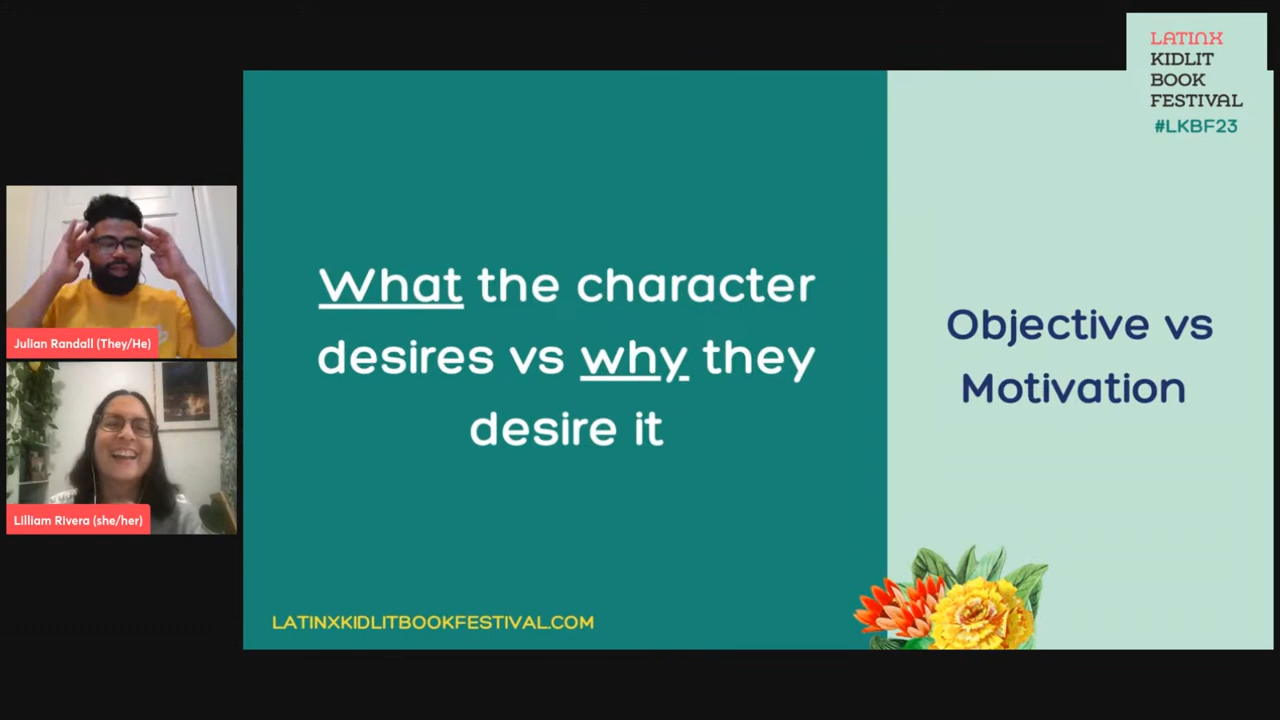 LATINX
KIDLIT
BOOK
FESTIVAL
#LKBF23
What the character
desires vs why they
desire it
Objective vs
Motivation
Julian Randall (They/He)
Lilliam RIvera (she/her)
LATINXKIDLITBOOKFESTIVAL.COM